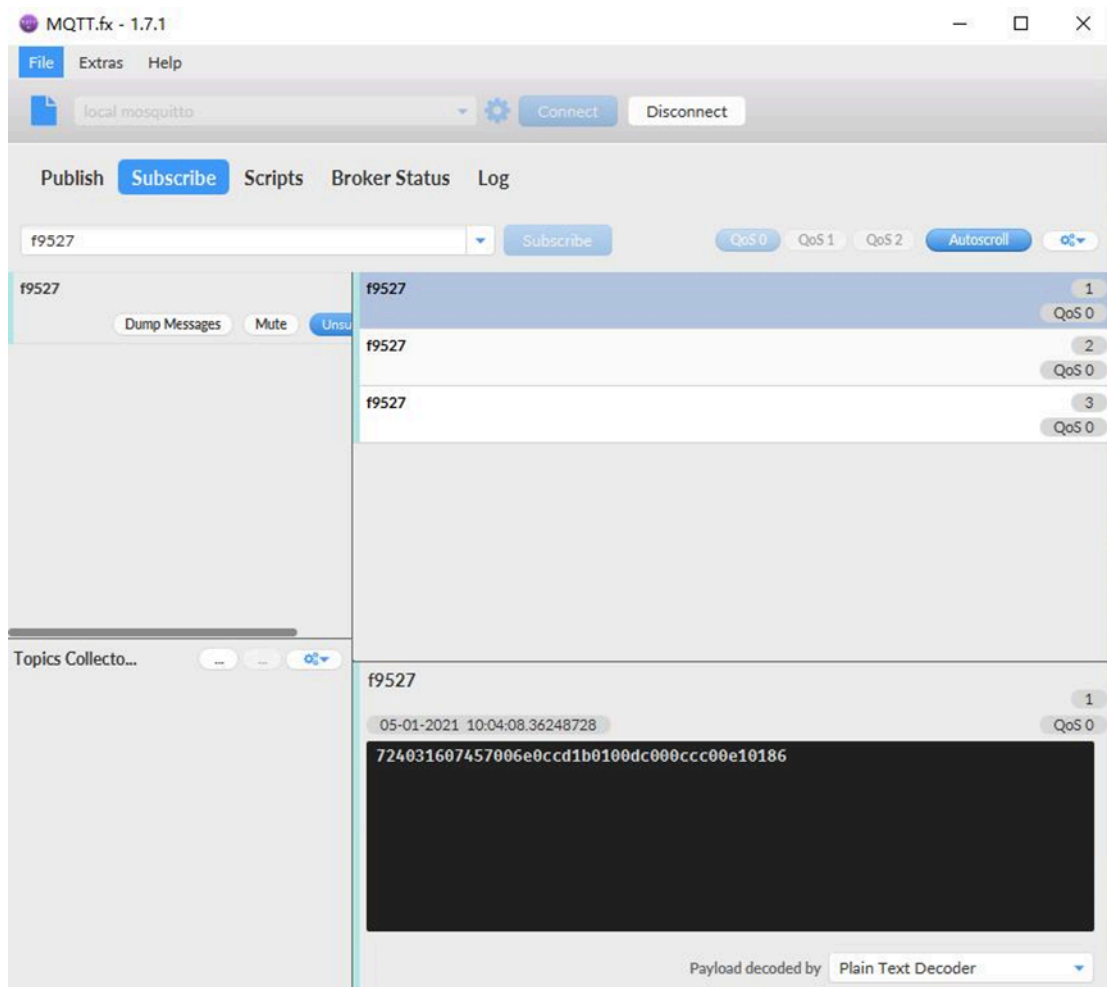 MQTT.fx - 1.7.1
File Extras Help
local mosquitto Connect Disconnect
Publish Subscribe Scripts Broker Status Log
f9527 Subscribe QoS 0 QoS 1 QoS 2 Autoscroll
f9527
Dump Messages Mute Unsu
f9527 1
QoS 0
f9527 2
QoS 0
f9527 3
QoS 0
Topics Collecto... ... ...
f9527
1
05-01-2021 10:04:08.36248728 QoS 0
724031607457006e0ccd1b0100dc000ccc00e10186
Payload decoded by Plain Text Decoder